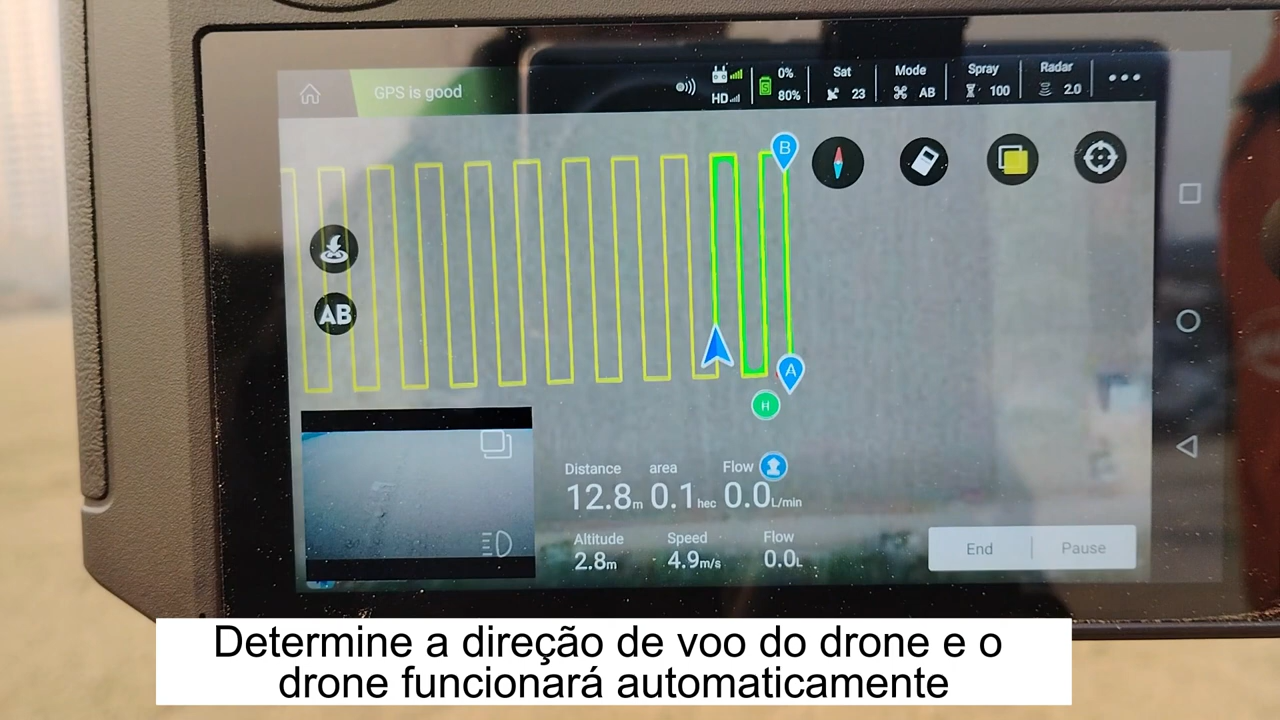 GPS is good
HD
0%
80%
Sat
23
Mode
AB
Spray
100
Radar
2.0
B
AB
A
H
Distance area Flow
12.8m 0.1hec 0.0L/min
Altitude Speed Flow
2.8m 4.9m/s 0.0L
End Pause
Determine a direção de voo do drone e o
drone funcionará automaticamente